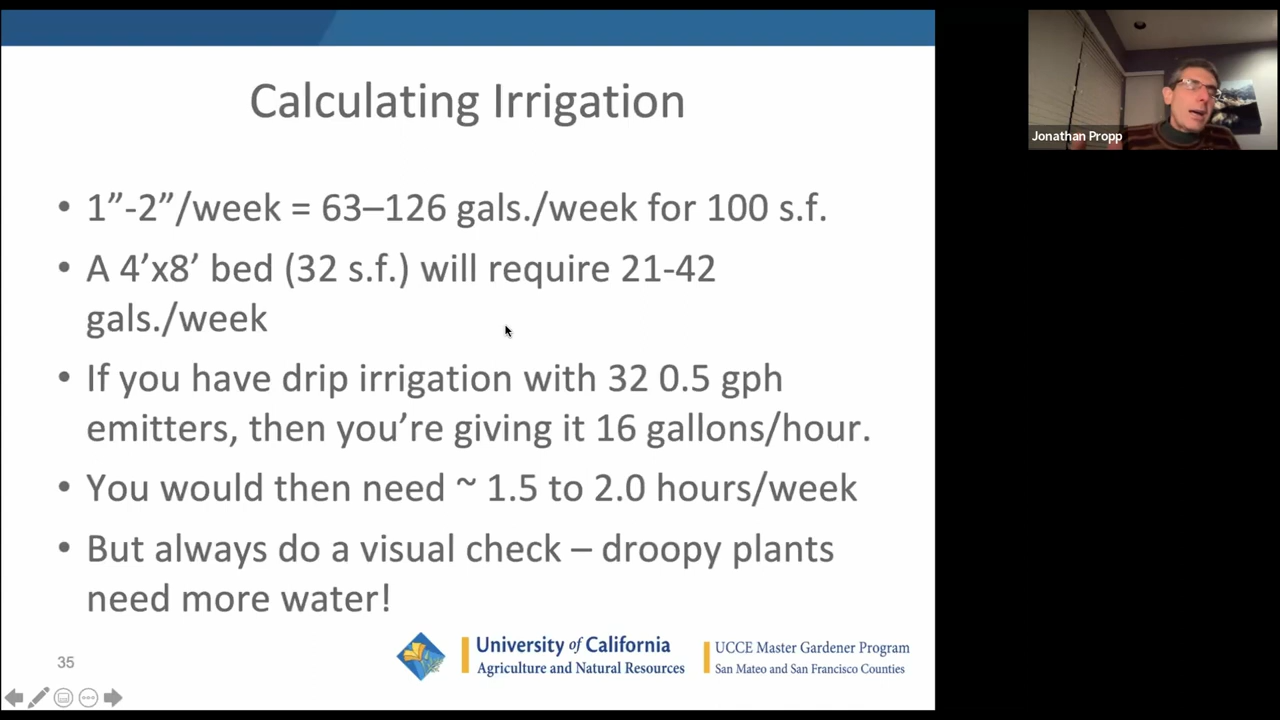 Calculating Irrigation
• 1”-2”/week = 63–126 gals./week for 100 s.f.
• A 4’x8’ bed (32 s.f.) will require 21-42
gals./week
• If you have drip irrigation with 32 0.5 gph
emitters, then you’re giving it 16 gallons/hour.
• You would then need ~ 1.5 to 2.0 hours/week
• But always do a visual check – droopy plants
need more water!
35
University of California
Agriculture and Natural Resources
UCCE Master Gardener Program
San Mateo and San Francisco Counties
Jonathan Propp